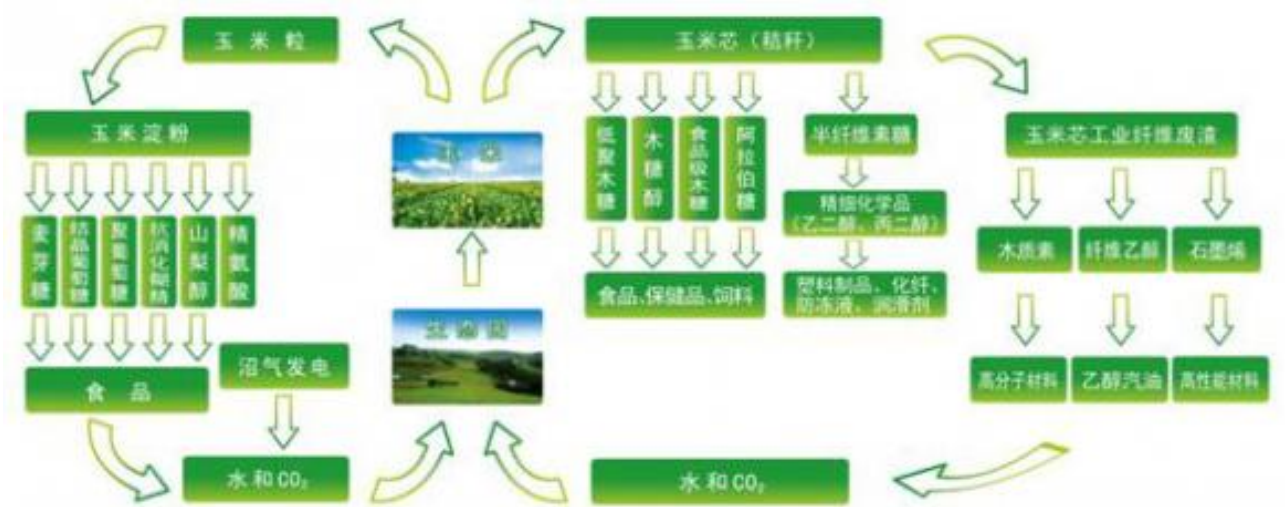 玉米粒
玉米芯(秸秆)
玉米淀粉
玉米
低聚木糖
木糖醇
食品级木糖
阿拉伯糖
半纤维素糖
玉米芯工业纤维废渣
精细化学品
(乙二醇、丙二醇)
麦芽糖
结晶葡萄糖
聚葡萄糖
抗消化糊精
山梨醇
精氨酸
木质素
纤维乙醇
石墨烯
食品、保健品、饲料
塑料制品、化纤、
防冻液、润滑剂
生态园
沼气发电
食品
高分子材料
乙醇汽油
高性能材料
水和CO₂
水和CO₂